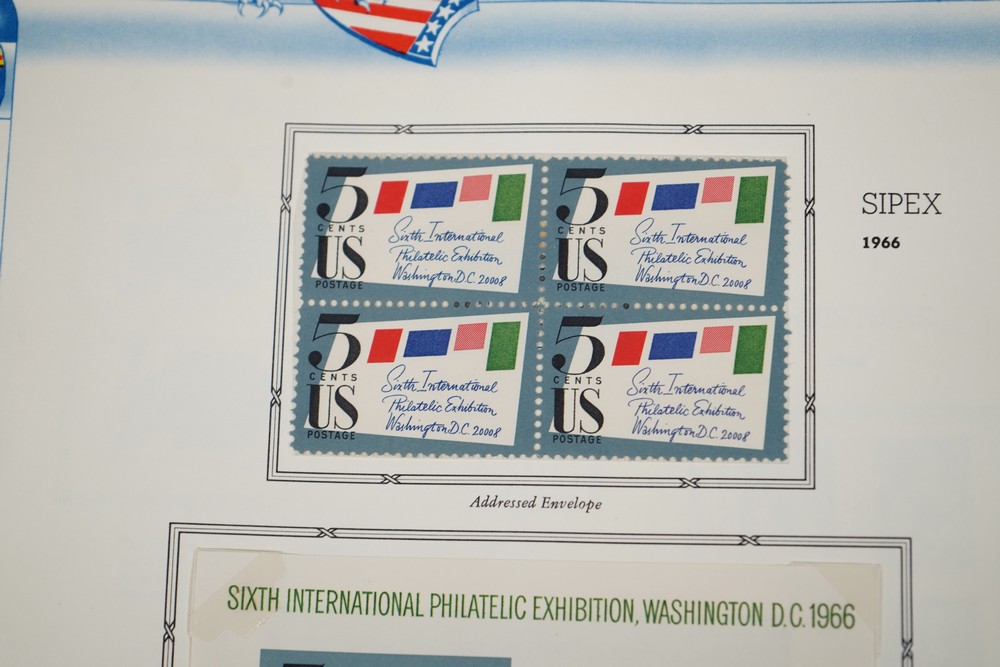 SIPEX
1966
5
CENTS
US
POSTAGE
Sixth International
Philatelic Exhibition
Washington D.C. 20008
5
CENTS
US
POSTAGE
Sixth International
Philatelic Exhibition
Washington D.C. 20008
5
CENTS
US
POSTAGE
Sixth International
Philatelic Exhibition
Washington D.C. 20008
5
CENTS
US
POSTAGE
Sixth International
Philatelic Exhibition
Washington D.C. 20008
Addressed Envelope
SIXTH INTERNATIONAL PHILATELIC EXHIBITION, WASHINGTON D.C. 1966